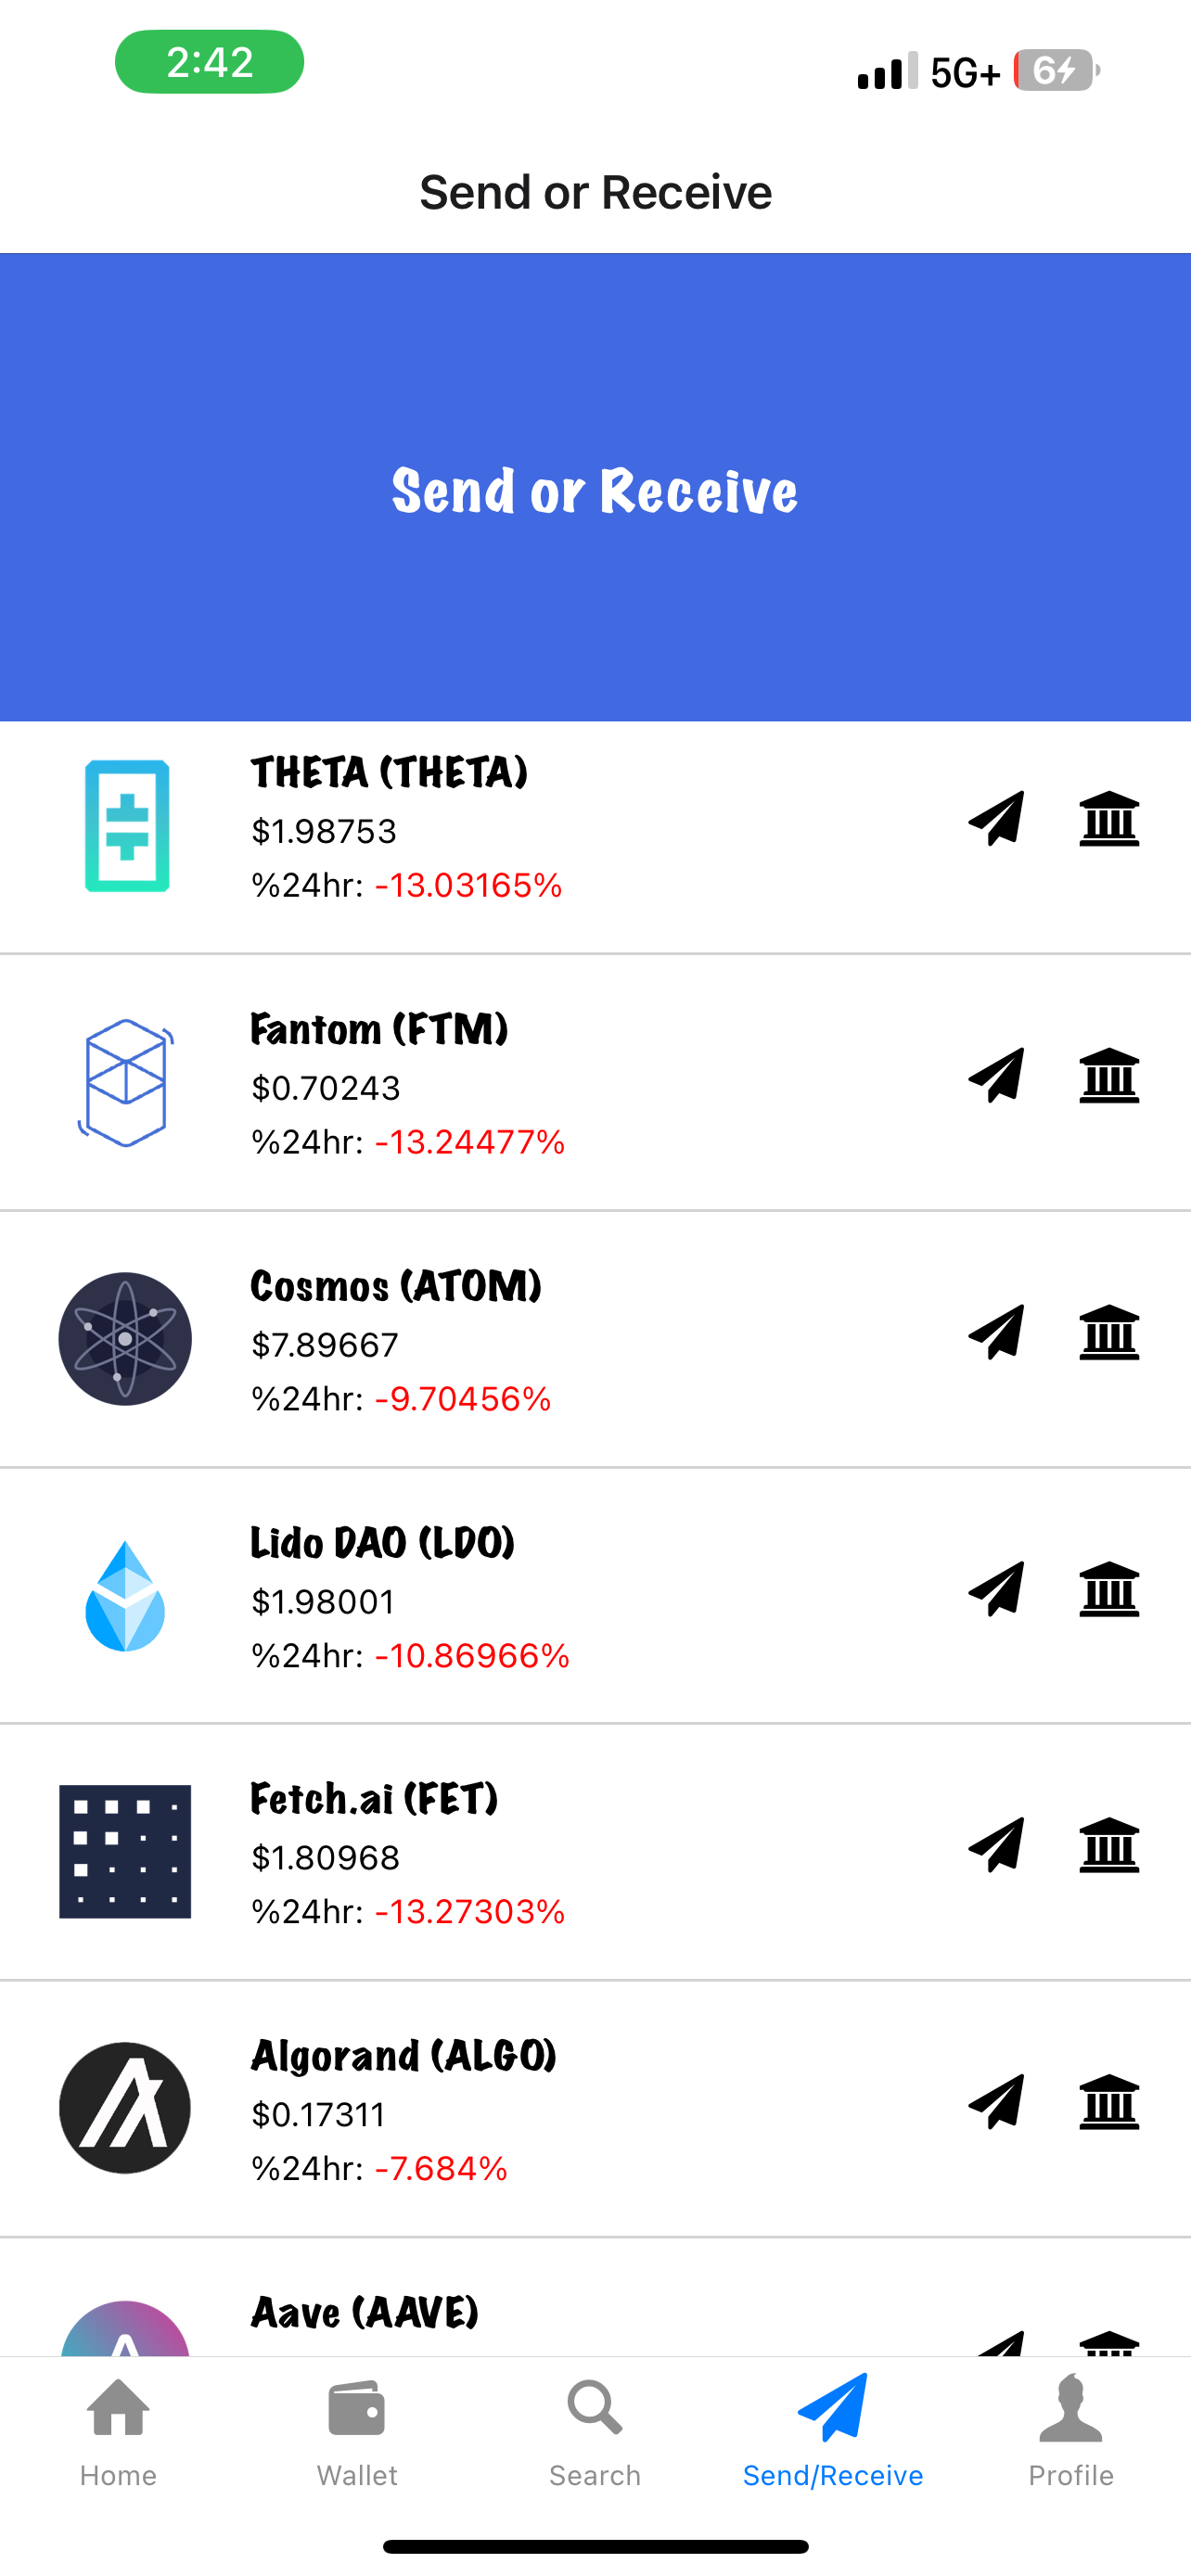 2:42
5G+
6
Send or Receive
Send or Receive
THETA (THETA)
$1.98753
%24hr: -13.03165%
Fantom (FTM)
$0.70243
%24hr: -13.24477%
Cosmos (ATOM)
$7.89667
%24hr: -9.70456%
Lido DAO (LDO)
$1.98001
%24hr: -10.86966%
Fetch.ai (FET)
$1.80968
%24hr: -13.27303%
Algorand (ALGO)
$0.17311
%24hr: -7.684%
Aave (AAVE)
Home
Wallet
Search
Send/Receive
Profile